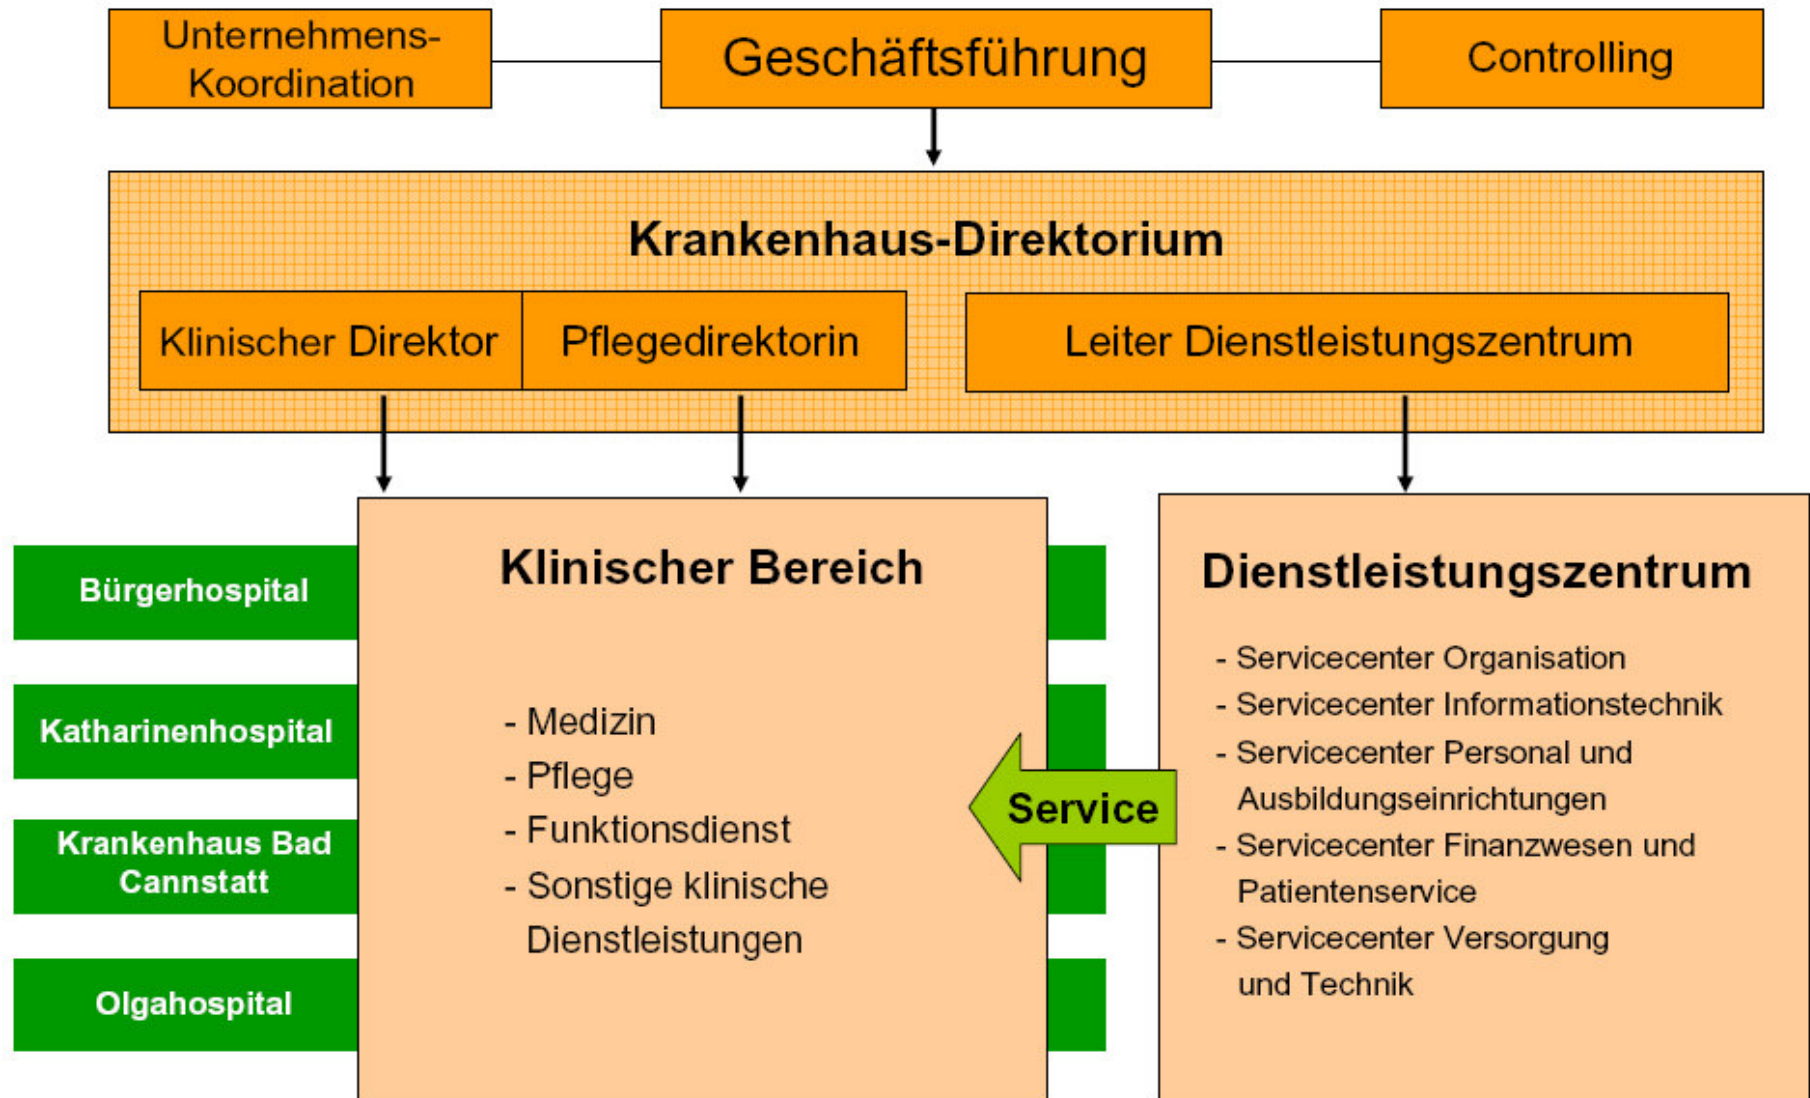 Unternehmens-
Koordination
Geschäftsführung
Controlling
Krankenhaus-Direktorium
Klinischer Direktor
Pflegedirektorin
Leiter Dienstleistungszentrum
Bürgerhospital
Katharinenhospital
Krankenhaus Bad
Cannstatt
Olgahospital
Klinischer Bereich
- Medizin
- Pflege
- Funktionsdienst
- Sonstige klinische
Dienstleistungen
Service
Dienstleistungszentrum
- Servicecenter Organisation
- Servicecenter Informationstechnik
- Servicecenter Personal und
Ausbildungseinrichtungen
- Servicecenter Finanzwesen und
Patientenservice
- Servicecenter Versorgung
und Technik